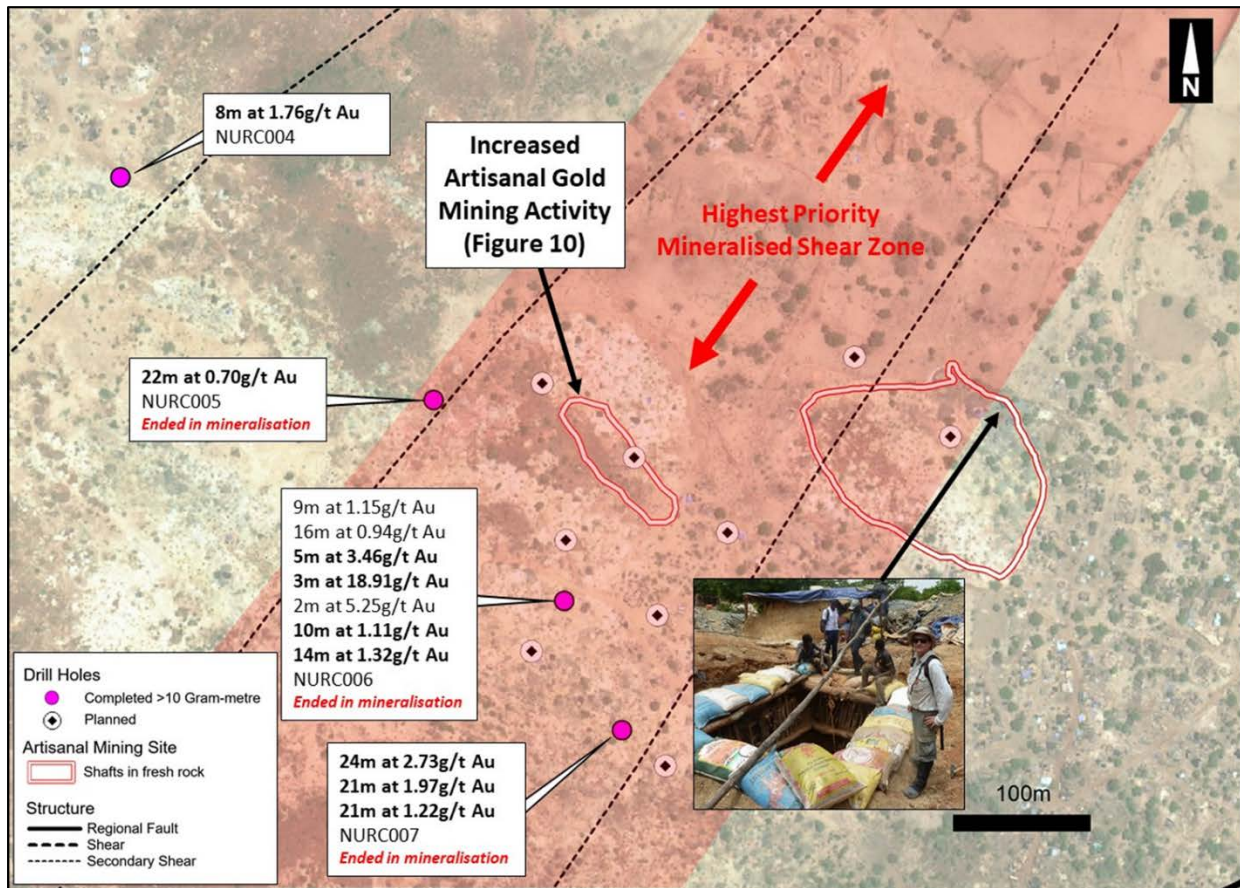 N
8m at 1.76g/t Au
NURC004
Increased
Artisanal Gold
Mining Activity
(Figure 10)
Highest Priority
Mineralised Shear Zone
22m at 0.70g/t Au
NURC005
Ended in mineralisation
9m at 1.15g/t Au
16m at 0.94g/t Au
5m at 3.46g/t Au
3m at 18.91g/t Au
2m at 5.25g/t Au
10m at 1.11g/t Au
14m at 1.32g/t Au
NURC006
Ended in mineralisation
24m at 2.73g/t Au
21m at 1.97g/t Au
21m at 1.22g/t Au
NURC007
Ended in mineralisation
Drill Holes
Completed >10 Gram-metre
Planned
Artisanal Mining Site
Shafts in fresh rock
Structure
Regional Fault
Shear
Secondary Shear
100m